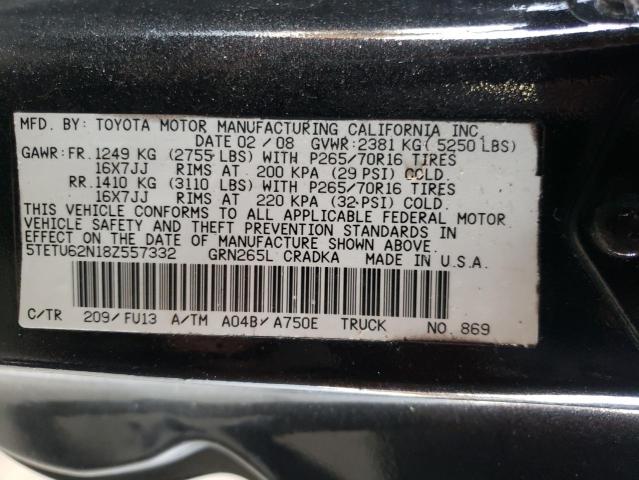 MFD. BY: TOYOTA MOTOR MANUFACTURING CALIFORNIA INC.
DATE 02 / 08 GVWR: 2381 KG( 5250 LBS)
GAWR: FR. 1249 KG (2755 LBS) WITH P265/70R16 TIRES
16X7JJ RIMS AT 200 KPA (29 PSI) COLD.
RR. 1410 KG (3110 LBS) WITH P265/70R16 TIRES
16X7JJ RIMS AT 220 KPA (32 PSI) COLD.
THIS VEHICLE CONFORMS TO ALL APPLICABLE FEDERAL MOTOR
VEHICLE SAFETY AND THEFT PREVENTION STANDARDS IN
EFFECT ON THE DATE OF MANUFACTURE SHOWN ABOVE.
5TETU62N18Z557332 GRN265L CRADKA MADE IN U.S.A.
C/TR 209/FU13 A/TM A04B/A750E TRUCK NO. 869